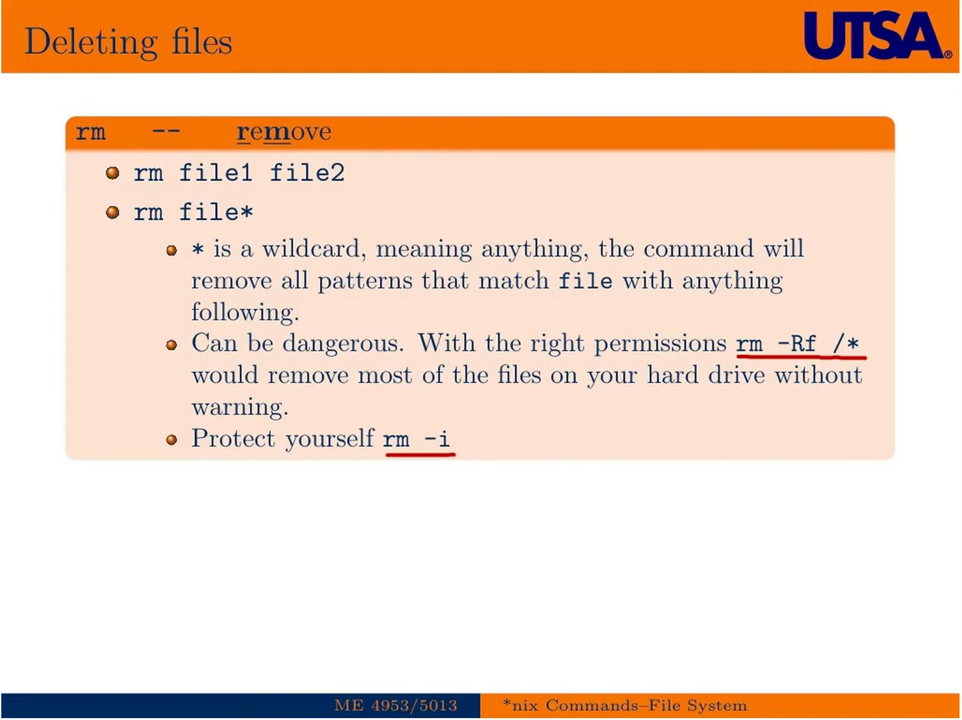 Deleting files
UTSA®
rm -- remove
rm file1 file2
rm file*
* is a wildcard, meaning anything, the command will
remove all patterns that match file with anything
following.
Can be dangerous. With the right permissions rm -Rf /*
would remove most of the files on your hard drive without
warning.
Protect yourself rm -i
ME 4953/5013
*nix Commands–File System